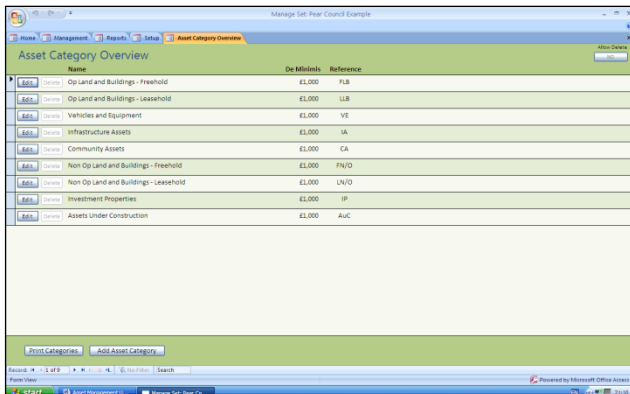 Manage Set: Pear Council Example
Home Management Reports Setup Asset Category Overview
Asset Category Overview
Allow Delete
NO
Name De Minimis Reference
Edit Delete Op Land and Buildings - Freehold £1,000 FLB
Edit Delete Op Land and Buildings - Leasehold £1,000 LLB
Edit Delete Vehicles and Equipment £1,000 VE
Edit Delete Infrastructure Assets £1,000 IA
Edit Delete Community Assets £1,000 CA
Edit Delete Non Op Land and Buildings - Freehold £1,000 FN/O
Edit Delete Non Op Land and Buildings - Leasehold £1,000 LN/O
Edit Delete Investment Properties £1,000 IP
Edit Delete Assets Under Construction £1,000 AuC
Print Categories Add Asset Category
Record: 1 of 9 No Filter Search
Form View Powered by Microsoft Office Access
start Asset Management Manage Set: Pear Co...